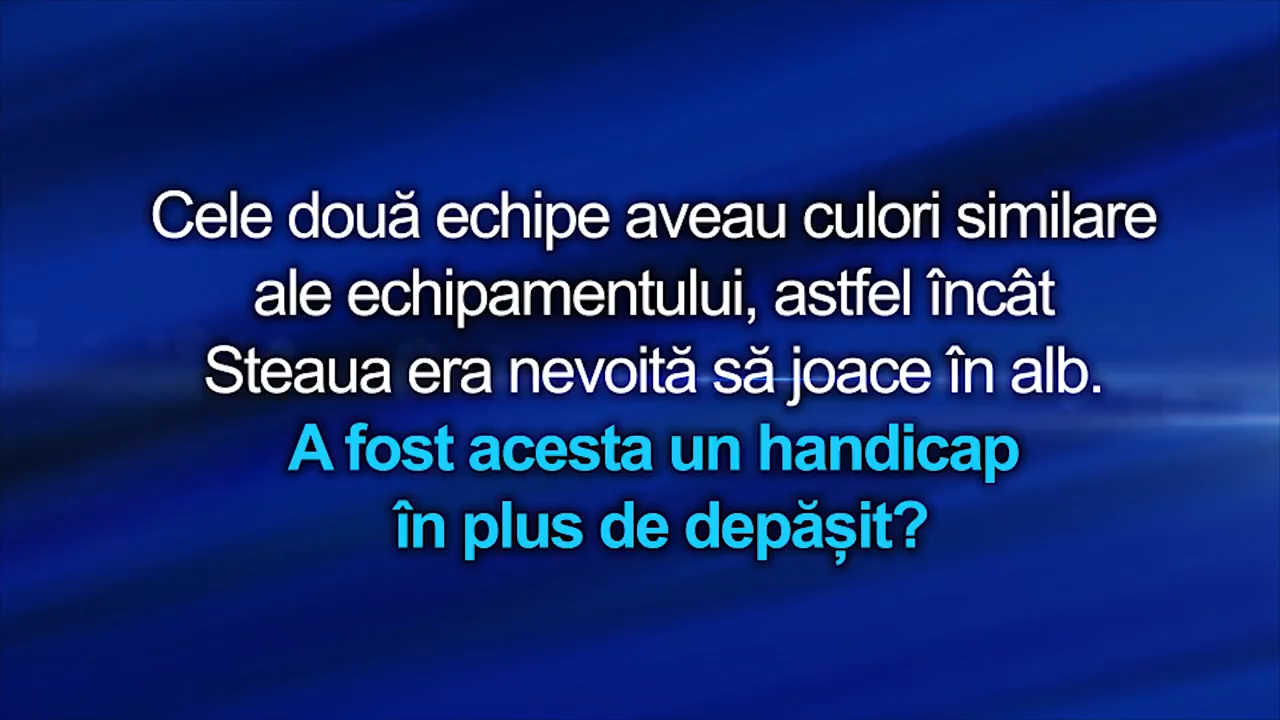 Cele două echipe aveau culori similare
ale echipamentului, astfel încât
Steaua era nevoită să joace în alb.
A fost acesta un handicap
în plus de depășit?